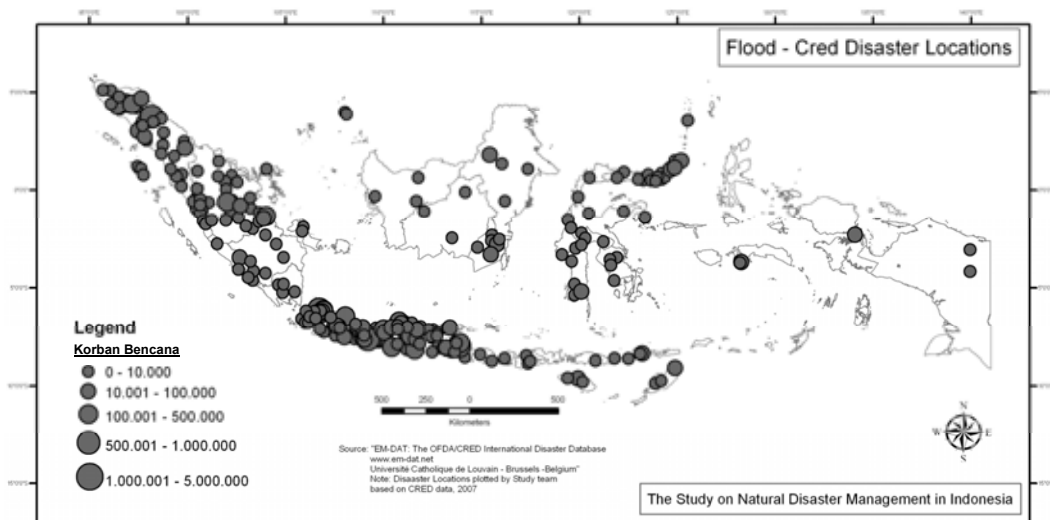 Flood - Cred Disaster Locations
Legend
Korban Bencana
0 - 10.000
10.001 - 100.000
100.001 - 500.000
500.001 - 1.000.000
1.000.001 - 5.000.000
500 250 0 500
Kilometers
N
W E
S
Source: "EM-DAT: The OFDA/CRED International Disaster Database
www.em-dat.net
Université Catholique de Louvain - Brussels -Belgium"
Note: Disaaster Locations plotted by Study team
based on CRED data, 2007
The Study on Natural Disaster Management in Indonesia